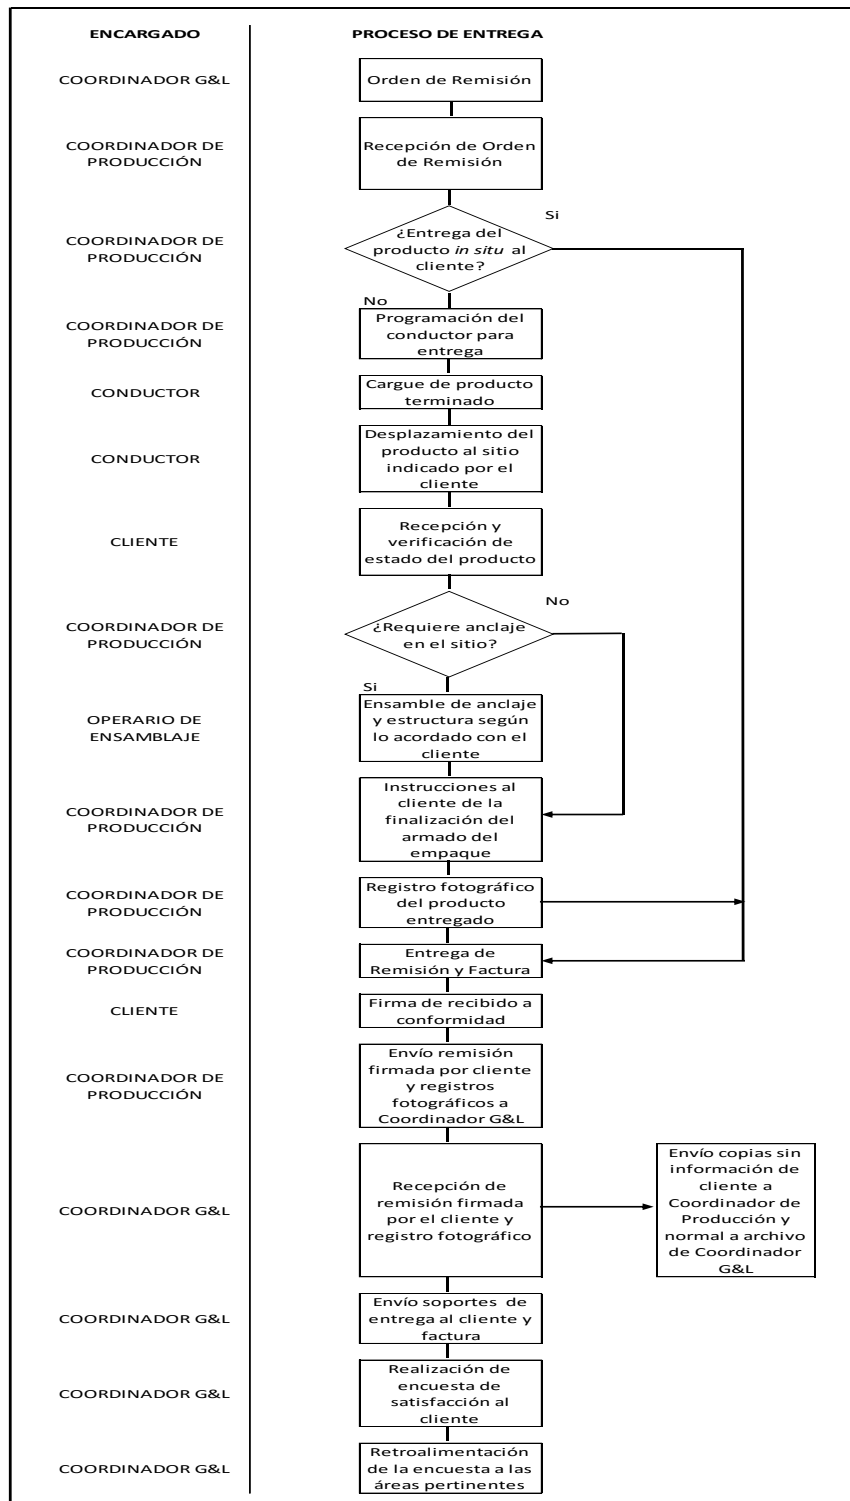 ENCARGADO
PROCESO DE ENTREGA
COORDINADOR G&L
Orden de Remisión
COORDINADOR DE
PRODUCCIÓN
Recepción de Orden
de Remisión
COORDINADOR DE
PRODUCCIÓN
¿Entrega del
producto in situ al
cliente?
Si
No
COORDINADOR DE
PRODUCCIÓN
Programación del
conductor para
entrega
CONDUCTOR
Cargue de producto
terminado
CONDUCTOR
Desplazamiento del
producto al sitio
indicado por el
cliente
CLIENTE
Recepción y
verificación de
estado del producto
COORDINADOR DE
PRODUCCIÓN
¿Requiere anclaje
en el sitio?
No
Si
OPERARIO DE
ENSAMBLAJE
Ensamble de anclaje
y estructura según
lo acordado con el
cliente
COORDINADOR DE
PRODUCCIÓN
Instrucciones al
cliente de la
finalización del
armado del
empaque
COORDINADOR DE
PRODUCCIÓN
Registro fotográfico
del producto
entregado
COORDINADOR DE
PRODUCCIÓN
Entrega de
Remisión y Factura
CLIENTE
Firma de recibido a
conformidad
COORDINADOR DE
PRODUCCIÓN
Envío remisión
firmada por cliente
y registros
fotográficos a
Coordinador G&L
COORDINADOR G&L
Recepción de
remisión firmada
por el cliente y
registro fotográfico
Envío copias sin
información de
cliente a
Coordinador de
Producción y
normal a archivo
de Coordinador
G&L
COORDINADOR G&L
Envío soportes de
entrega al cliente y
factura
COORDINADOR G&L
Realización de
encuesta de
satisfacción al
cliente
COORDINADOR G&L
Retroalimentación
de la encuesta a las
áreas pertinentes